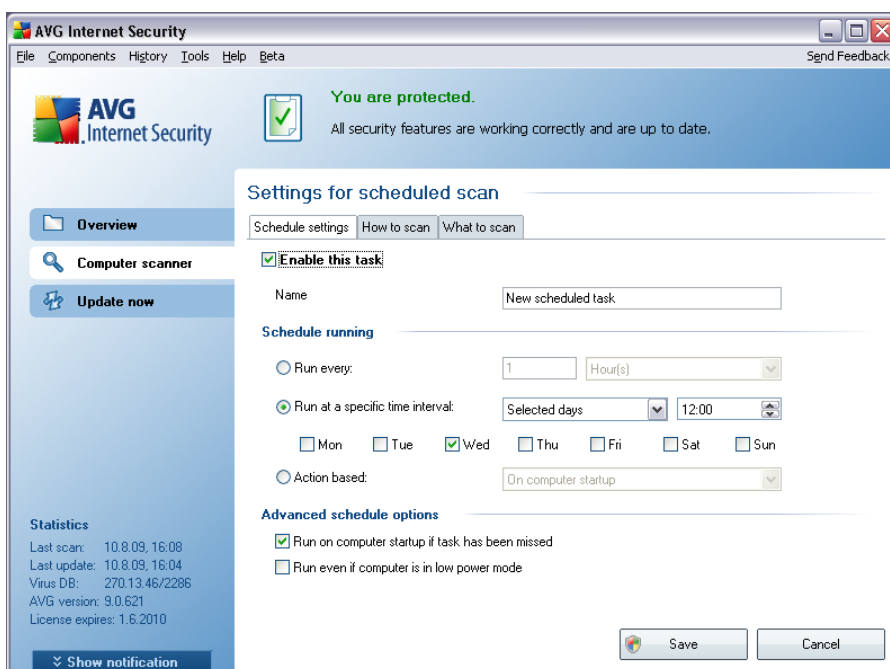 AVG Internet Security
File Components History Tools Help Beta Send Feedback
AVG
Internet Security
You are protected.
All security features are working correctly and are up to date.
Overview
Computer scanner
Update now
Settings for scheduled scan
Schedule settings How to scan What to scan
Enable this task
Name New scheduled task
Schedule running
Run every: 1 Hour(s)
Run at a specific time interval: Selected days 12:00
Mon Tue Wed Thu Fri Sat Sun
Action based: On computer startup
Advanced schedule options
Run on computer startup if task has been missed
Run even if computer is in low power mode
Statistics
Last scan: 10.8.09, 16:08
Last update: 10.8.09, 16:04
Virus DB: 270.13.46/2286
AVG version: 9.0.621
License expires: 1.6.2010
Show notification
Save Cancel